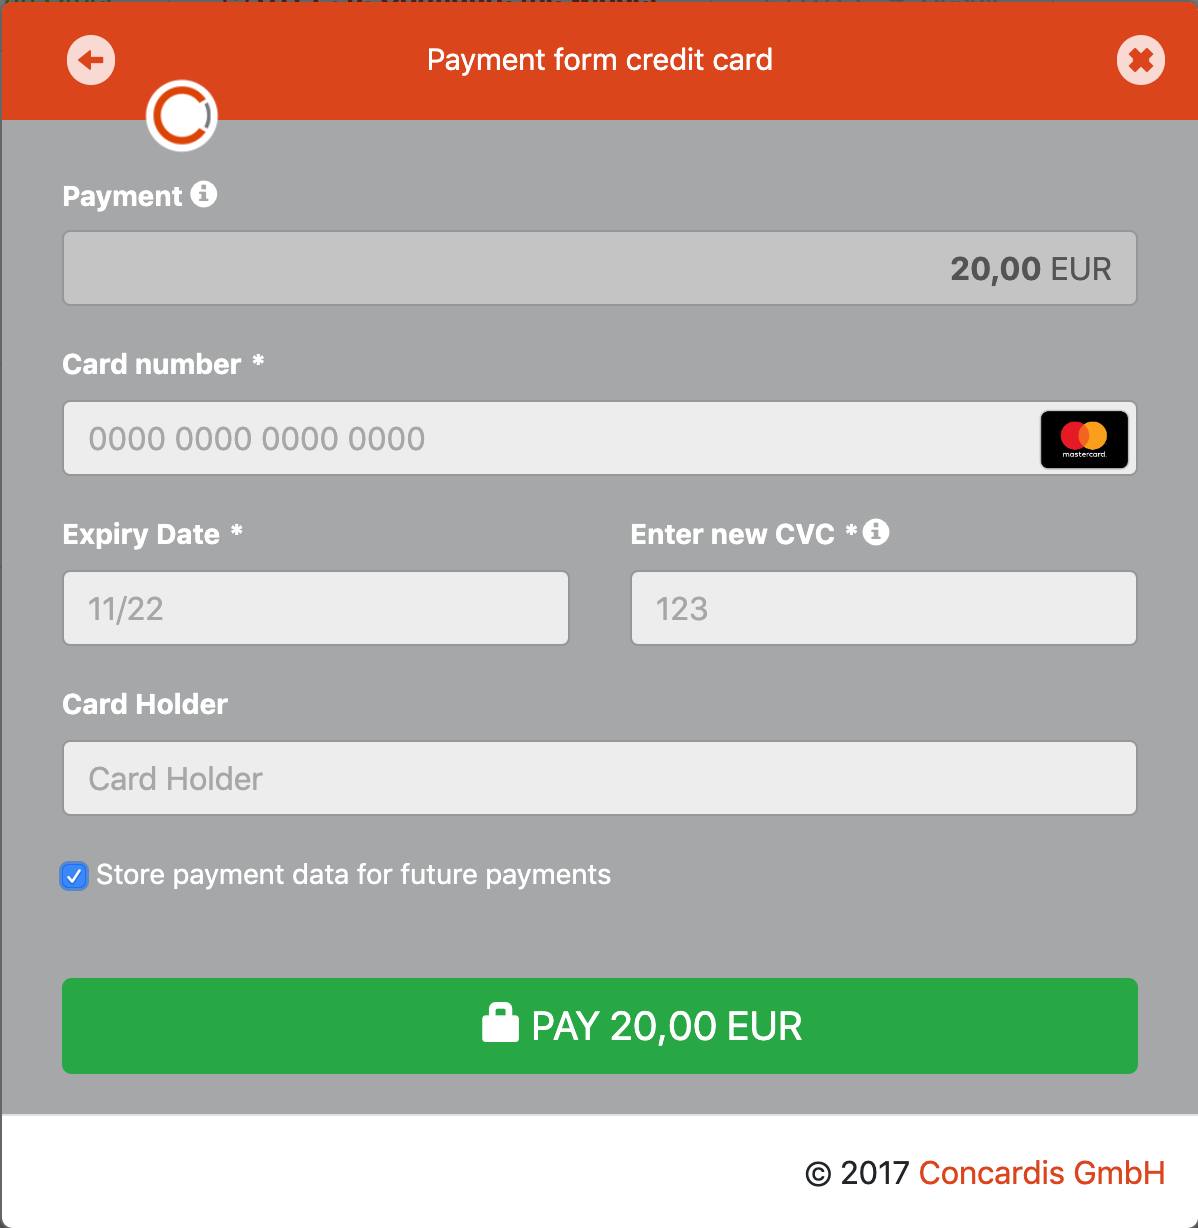 Payment form credit card
Payment
20,00 EUR
Card number *
0000 0000 0000 0000
mastercard.
Expiry Date *
Enter new CVC *
11/22
123
Card Holder
Card Holder
Store payment data for future payments
PAY 20,00 EUR
© 2017 Concardis GmbH